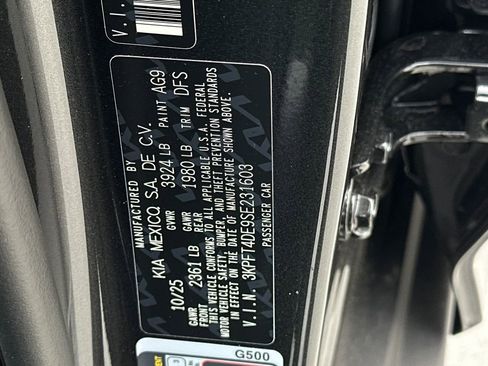 V.I.
MANUFACTURED BY
KIA MEXICO S.A. DE C.V.
10/25 GVWR 3924 LB PAINT AG9
GAWR FRONT 2361 LB GAWR REAR 1980 LB TRIM DFS
THIS VEHICLE CONFORMS TO ALL APPLICABLE U.S.A. FEDERAL
MOTOR VEHICLE SAFETY, BUMPER, AND THEFT PREVENTION STANDARDS
IN EFFECT ON THE DATE OF MANUFACTURE SHOWN ABOVE.
V.I.N. 3KPFT4DE9SE231603
PASSENGER CAR
G500